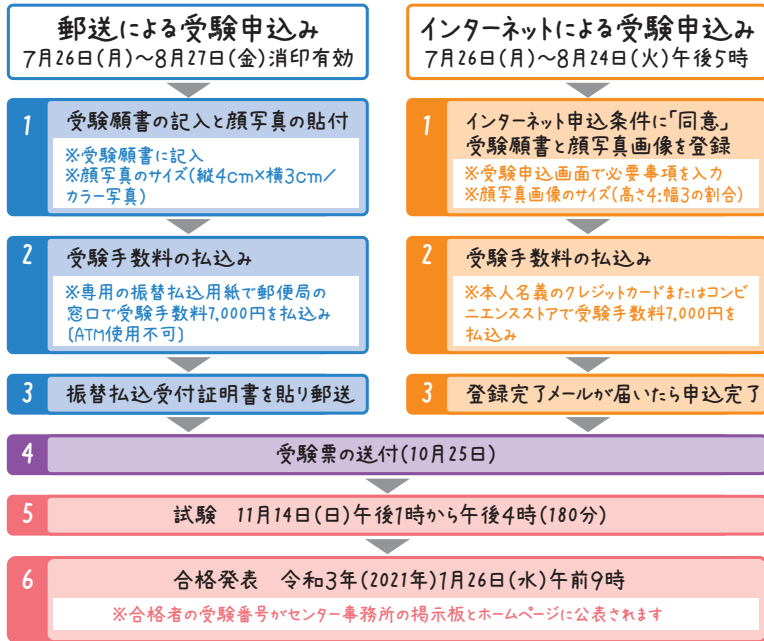 郵送による受験申込み
7月26日(月)～8月27日(金)消印有効
1
受験願書の記入と顔写真の貼付
※受験願書に記入
※顔写真のサイズ(縦4cm×横3cm/
カラー写真)
2
受験手数料の払込み
※専用の振替払込用紙で郵便局の
窓口で受験手数料7,000円を払込み
(ATM使用不可)
3
振替払込受付証明書を貼り郵送
インターネットによる受験申込み
7月26日(月)～8月24日(火)午後5時
1
インターネット申込条件に「同意」
受験願書と顔写真画像を登録
※受験申込画面で必要事項を入力
※顔写真画像のサイズ(高さ4:幅3の割合)
2
受験手数料の払込み
※本人名義のクレジットカードまたはコンビ
ニエンスストアで受験手数料7,000円を
払込み
3
登録完了メールが届いたら申込完了
4
受験票の送付(10月25日)
5
試験　11月14日(日)午後1時から午後4時(180分)
6
合格発表　令和3年(2021年)1月26日(水)午前9時
※合格者の受験番号がセンター事務所の掲示板とホームページに公表されます